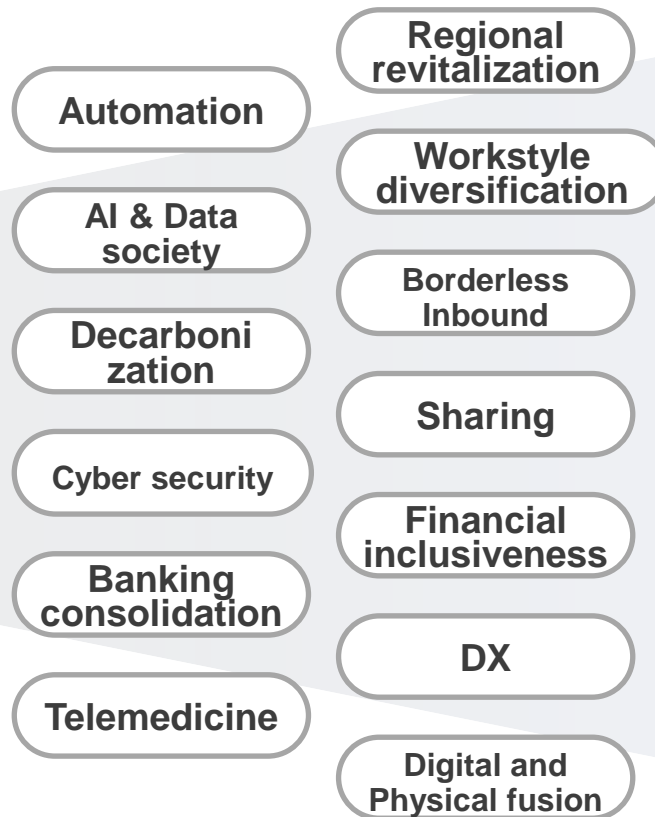 Automation
AI & Data
society
Decarboni
zation
Cyber security
Banking
consolidation
Telemedicine
Regional
revitalization
Workstyle
diversification
Borderless
Inbound
Sharing
Financial
inclusiveness
DX
Digital and
Physical fusion